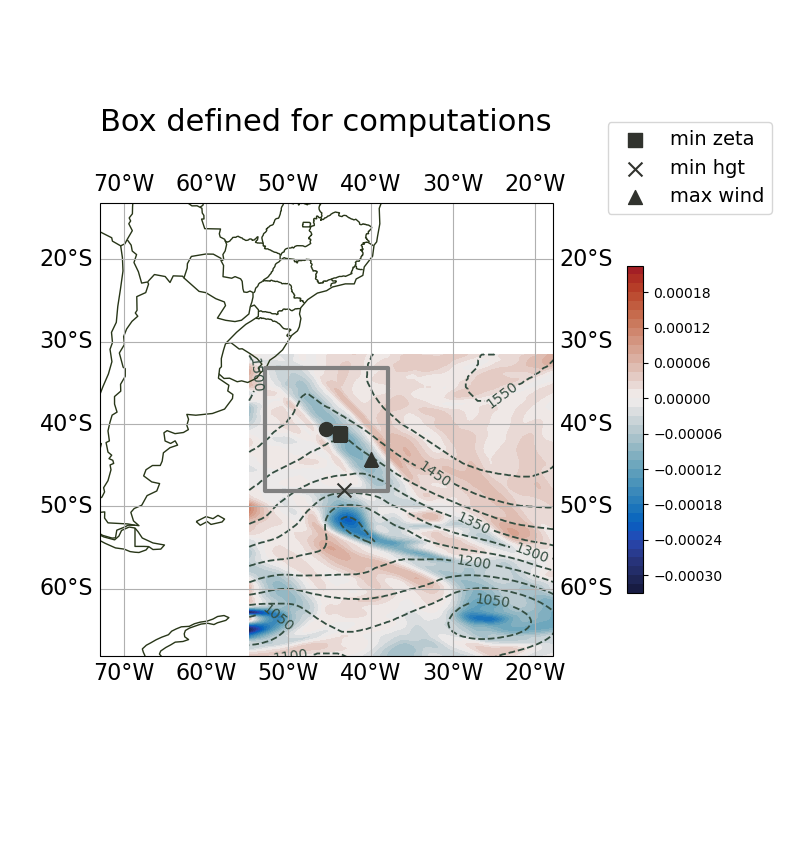 Box defined for computations
min zeta
min hgt
max wind
70°W 60°W 50°W 40°W 30°W 20°W
20°S 20°S
30°S
40°S 40°S
50°S 50°S
60°S 60°S
70°W 60°W 50°W 40°W 30°W 20°W
1500
1550
1450
1350
1300
1200
1050
1050
1100
0.00018
0.00012
0.00006
0.00000
−0.00006
−0.00012
−0.00018
−0.00024
−0.00030
30°S